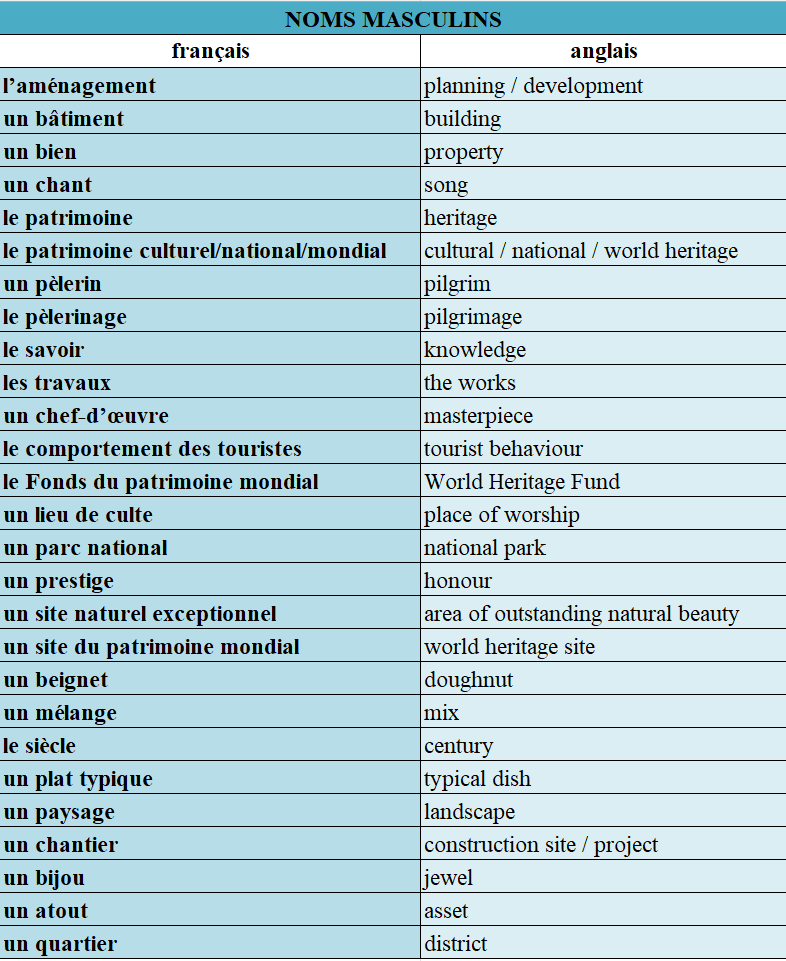 NOMS MASCULINS
français anglais
l’aménagement planning / development
un bâtiment building
un bien property
un chant song
le patrimoine heritage
le patrimoine culturel/national/mondial cultural / national / world heritage
un pèlerin pilgrim
le pèlerinage pilgrimage
le savoir knowledge
les travaux the works
un chef-d’œuvre masterpiece
le comportement des touristes tourist behaviour
le Fonds du patrimoine mondial World Heritage Fund
un lieu de culte place of worship
un parc national national park
un prestige honour
un site naturel exceptionnel area of outstanding natural beauty
un site du patrimoine mondial world heritage site
un beignet doughnut
un mélange mix
le siècle century
un plat typique typical dish
un paysage landscape
un chantier construction site / project
un bijou jewel
un atout asset
un quartier district